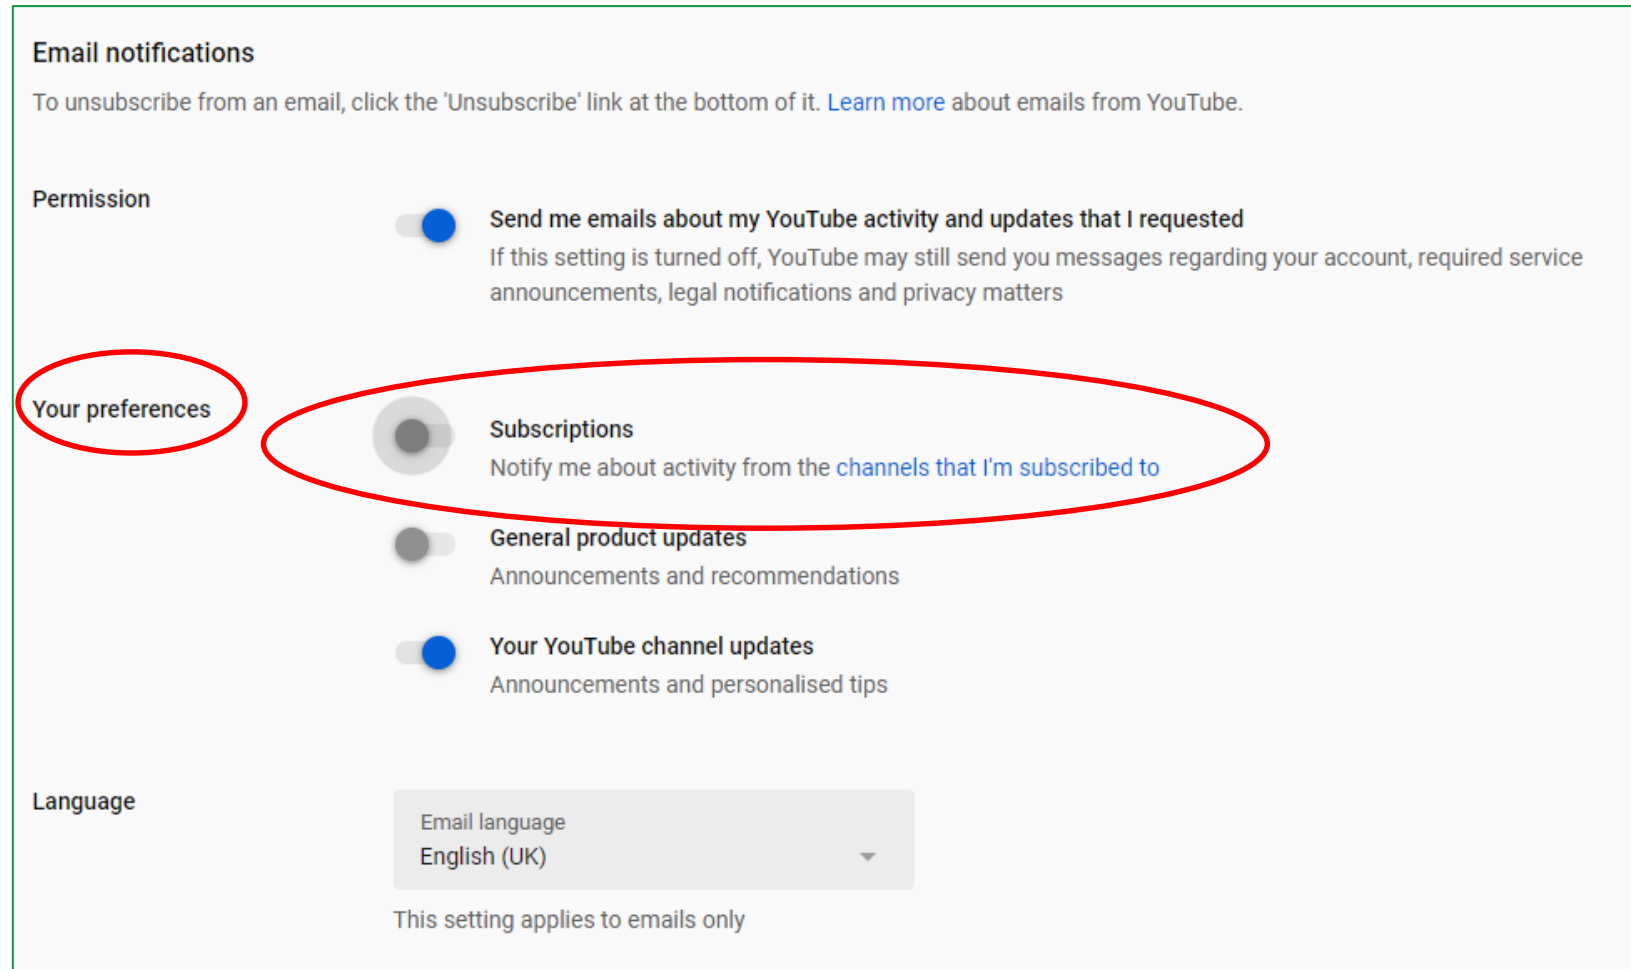 Email notifications
To unsubscribe from an email, click the 'Unsubscribe' link at the bottom of it. Learn more about emails from YouTube.
Permission
Send me emails about my YouTube activity and updates that I requested
If this setting is turned off, YouTube may still send you messages regarding your account, required service
announcements, legal notifications and privacy matters
Your preferences
Subscriptions
Notify me about activity from the channels that I'm subscribed to
General product updates
Announcements and recommendations
Your YouTube channel updates
Announcements and personalised tips
Language
Email language
English (UK)
This setting applies to emails only